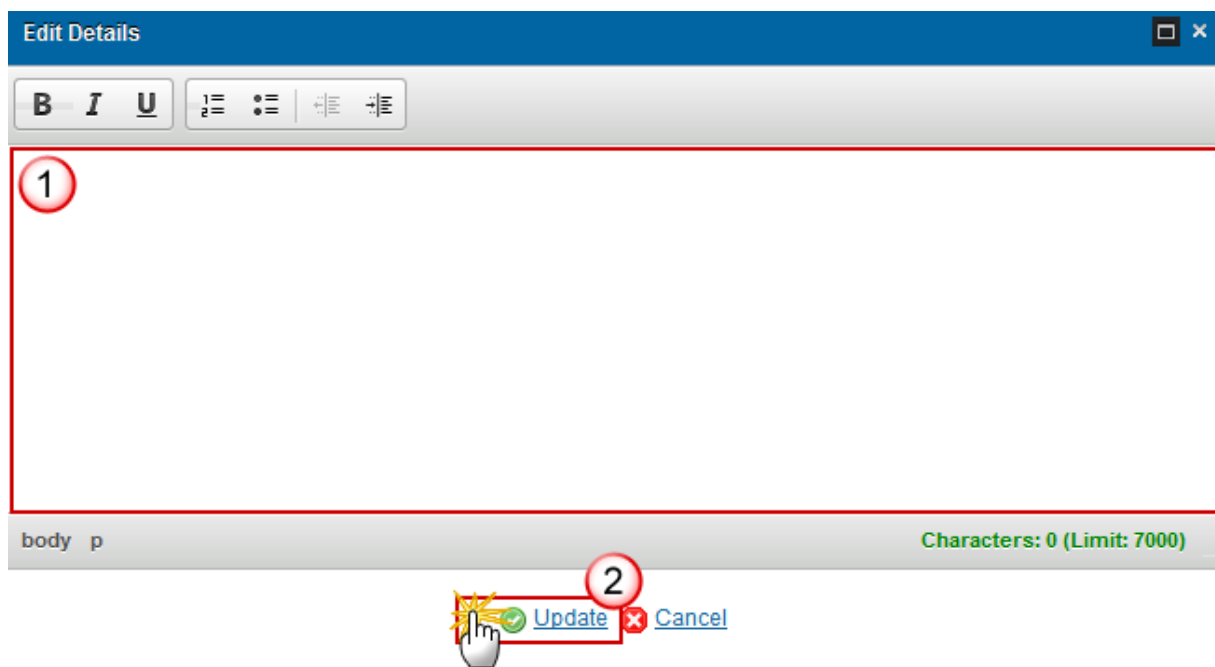 Edit Details
B I U
1
body p Characters: 0 (Limit: 7000)
2
Update Cancel